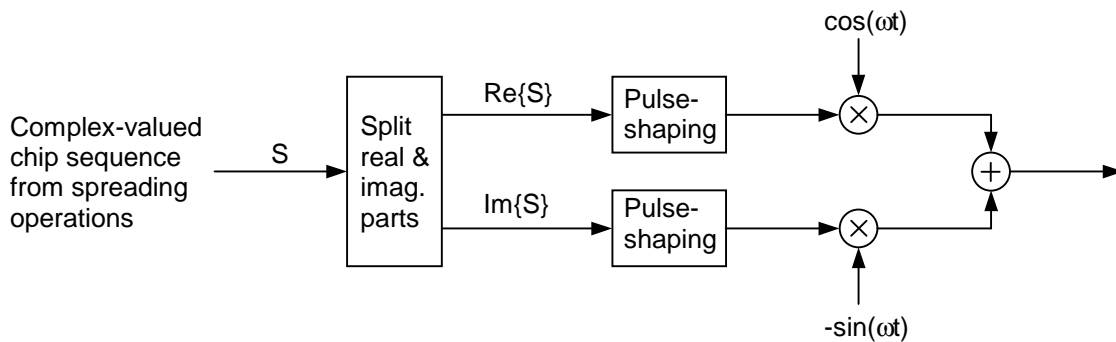 cos(ωt)
Complex-valued
chip sequence
from spreading
operations
S
Split
real &
imag.
parts
Re{S}
Im{S}
Pulse-
shaping
Pulse-
shaping
-sin(ωt)